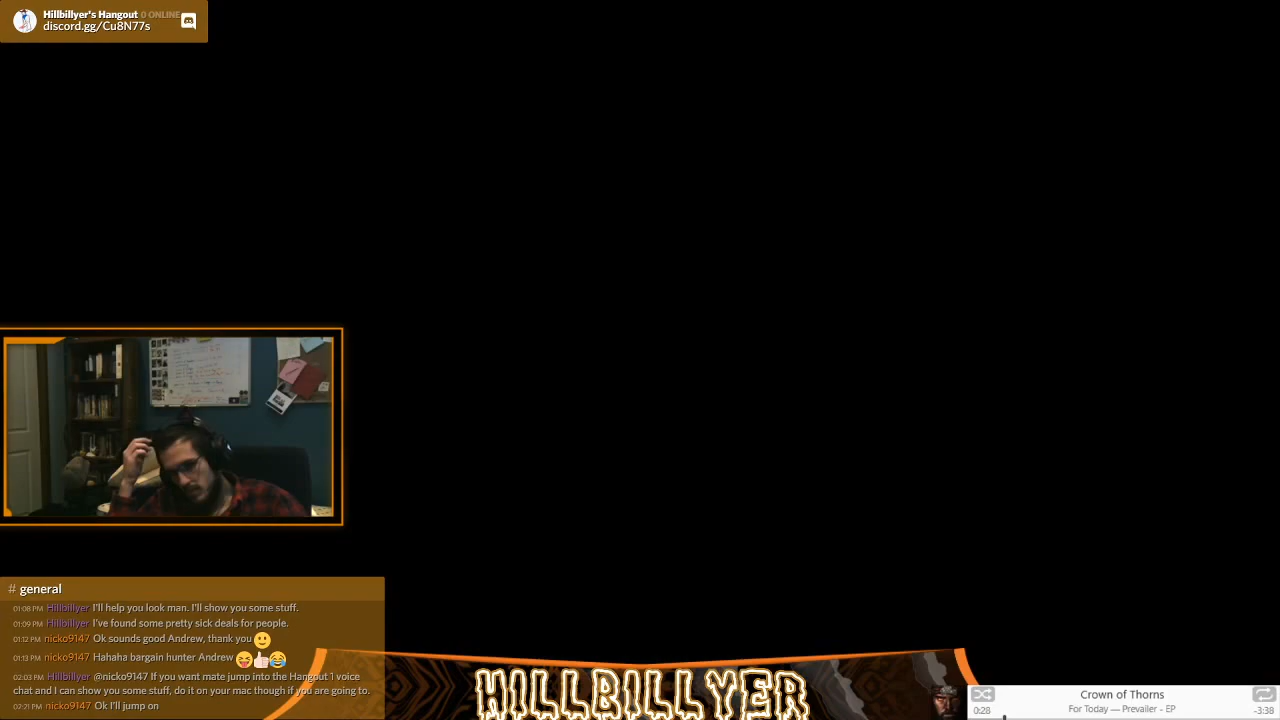 Hillbillyer's Hangout 0 ONLINE
discord.gg/Cu8N77s
# general
01:08 PM Hillbillyer I'll help you look man. I'll show you some stuff.
01:09 PM Hillbillyer I've found some pretty sick deals for people.
01:12 PM nicko9147 Ok sounds good Andrew, thank you 🙂
01:13 PM nicko9147 Hahaha bargain hunter Andrew 😝👍😂
02:03 PM Hillbillyer @nicko9147 If you want mate jump into the Hangout 1 voice
chat and I can show you some stuff, do it on your mac though if you are going to.
02:21 PM nicko9147 Ok I'll jump on
HILLBILLYER
Crown of Thorns
0:28 For Today — Prevailer - EP -3:38